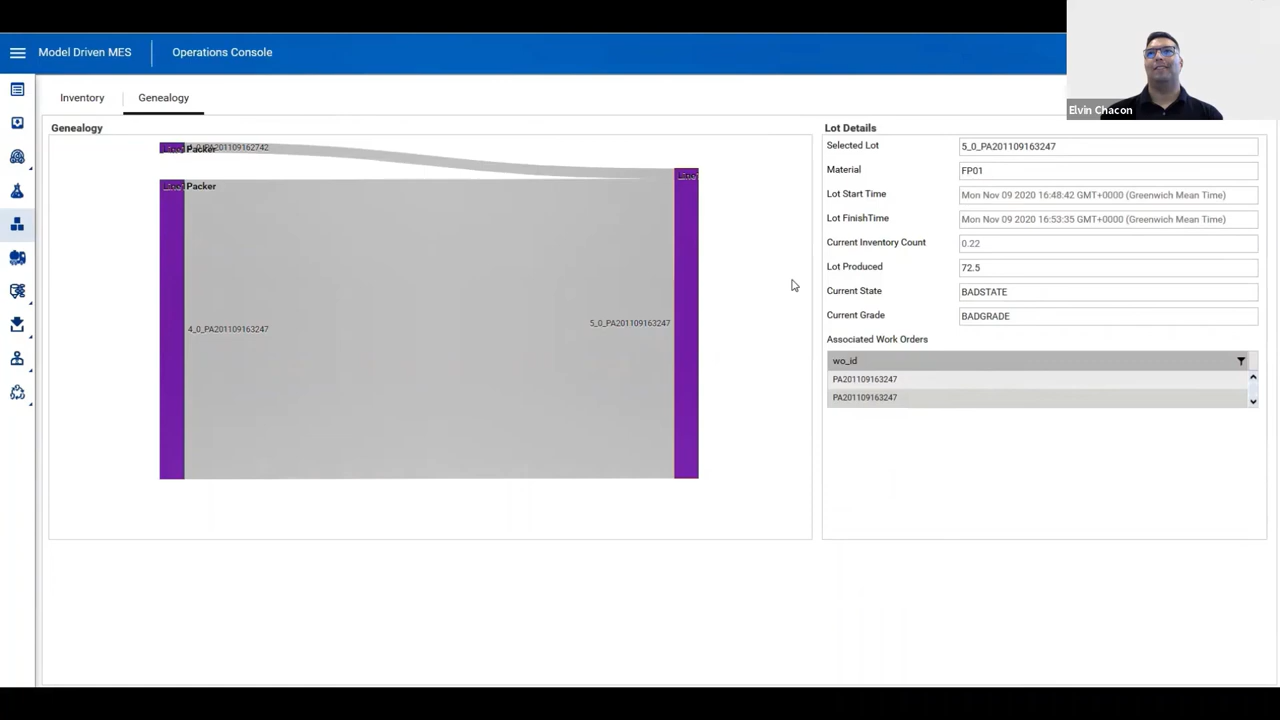 Model Driven MES
Operations Console
Elvin Chacon
Inventory
Genealogy
Genealogy
Packer
Packer
4_0_PA201109163247
5_0_PA201109163247
Lot Details
Selected Lot 5_0_PA201109163247
Material FP01
Lot Start Time Mon Nov 09 2020 16:48:42 GMT+0000 (Greenwich Mean Time)
Lot FinishTime Mon Nov 09 2020 16:53:35 GMT+0000 (Greenwich Mean Time)
Current Inventory Count 0.22
Lot Produced 72.5
Current State BADSTATE
Current Grade BADGRADE
Associated Work Orders
wo_id
PA201109163247
PA201109163247